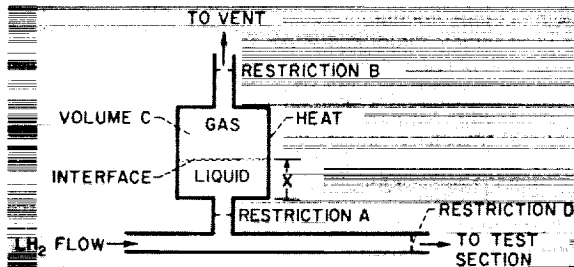 TO VENT
RESTRICTION B
VOLUME C
GAS
HEAT
INTERFACE
LIQUID
X
RESTRICTION A
RESTRICTION D
LH2 FLOW
TO TEST
SECTION